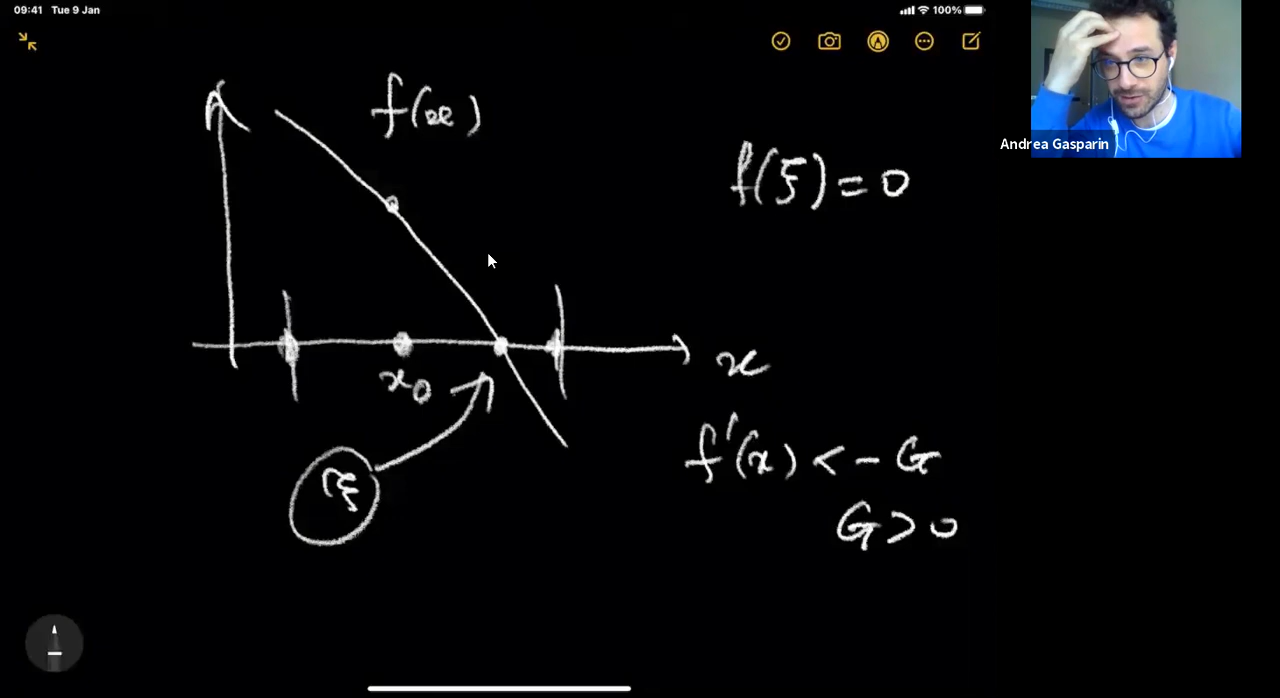 09:41 Tue 9 Jan
100%
Andrea Gasparin
f(x)
f(ξ) = 0
x
x₀
ξ
f'(x) < - G
G > 0